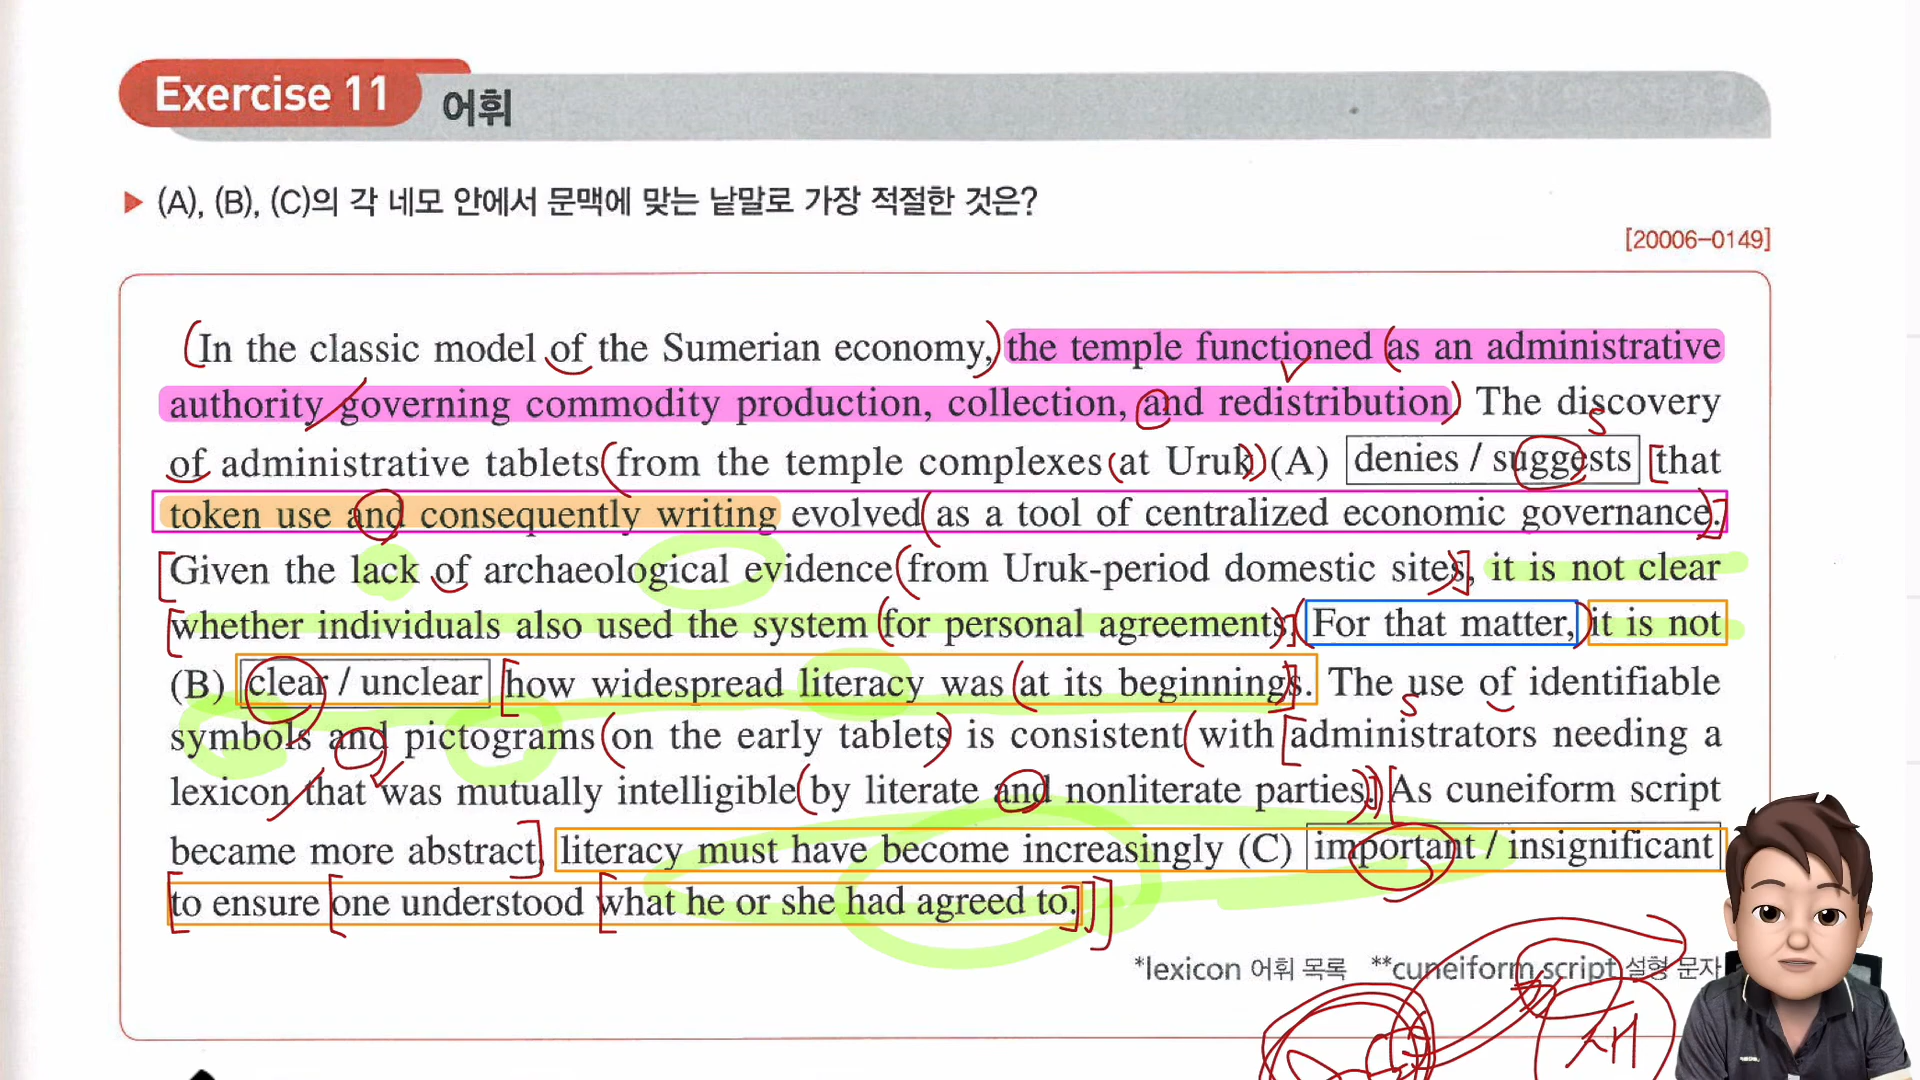 Exercise 11 어휘
▶ (A), (B), (C)의 각 네모 안에서 문맥에 맞는 낱말로 가장 적절한 것은?
[20006-0149]
In the classic model of the Sumerian economy, the temple functioned as an administrative
authority governing commodity production, collection, and redistribution. The discovery
of administrative tablets from the temple complexes at Uruk (A) denies / suggests that
token use and consequently writing evolved as a tool of centralized economic governance.
Given the lack of archaeological evidence from Uruk-period domestic sites, it is not clear
whether individuals also used the system for personal agreements. For that matter, it is not
(B) clear / unclear how widespread literacy was at its beginnings. The use of identifiable
symbols and pictograms on the early tablets is consistent with administrators needing a
lexicon that was mutually intelligible by literate and nonliterate parties. As cuneiform script
became more abstract, literacy must have become increasingly (C) important / insignificant
to ensure one understood what he or she had agreed to.
*lexicon 어휘 목록 **cuneiform script 설형 문자